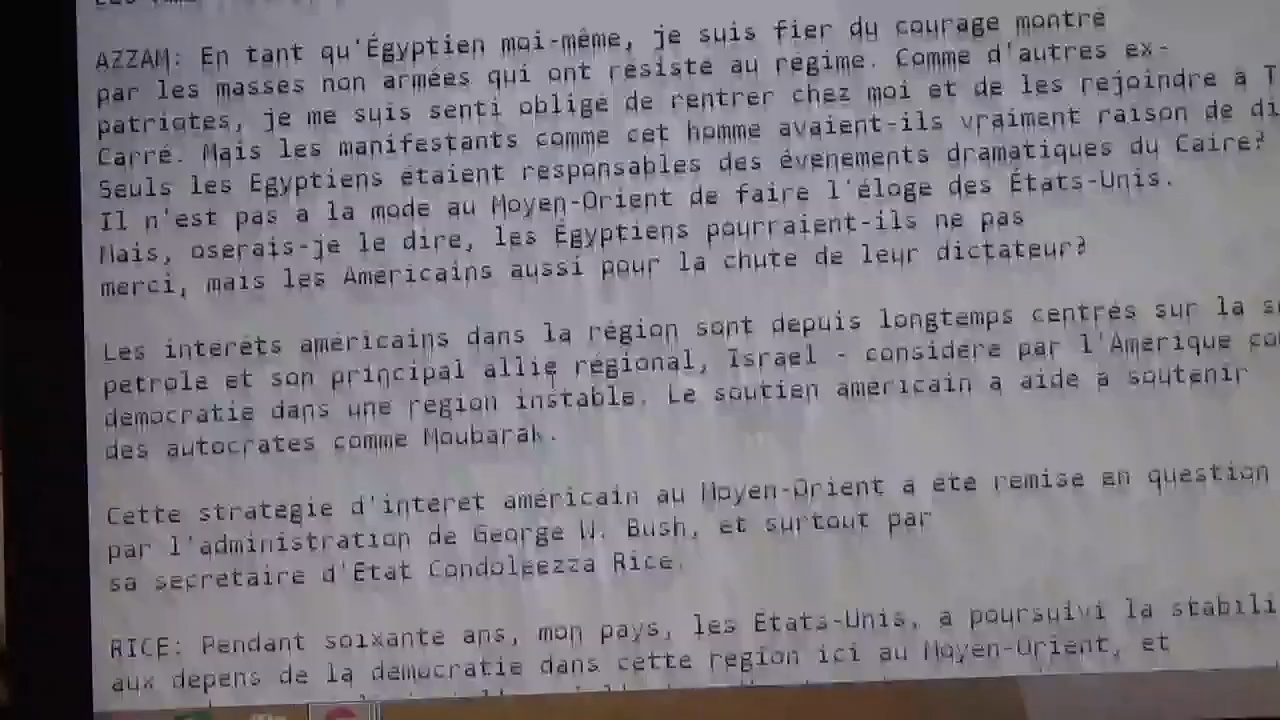 AZZAM: En tant qu'Égyptien moi-même, je suis fier du courage montré
par les masses non armées qui ont résisté au régime. Comme d'autres ex-
patriotes, je me suis senti obligé de rentrer chez moi et de les rejoindre à
Carré. Mais les manifestants comme cet homme avaient-ils vraiment raison de
Seuls les Égyptiens étaient responsables des événements dramatiques du Caire?
Il n'est pas à la mode au Moyen-Orient de faire l'éloge des États-Unis.
Mais, oserais-je le dire, les Égyptiens pourraient-ils ne pas
merci, mais les Américains aussi pour la chute de leur dictateur?
Les intérêts américains dans la région sont depuis longtemps centrés sur la
pétrole et son principal allié régional, Israël - considéré par l'Amérique
démocratie dans une région instable. Le soutien américain a aidé à soutenir
des autocrates comme Moubarak.
Cette stratégie d'intérêt américain au Moyen-Orient a été remise en question
par l'administration de George W. Bush, et surtout par
sa secrétaire d'État Condoleezza Rice.
RICE: Pendant soixante ans, mon pays, les États-Unis, a poursuivi la
aux dépens de la démocratie dans cette région ici au Moyen-Orient, et